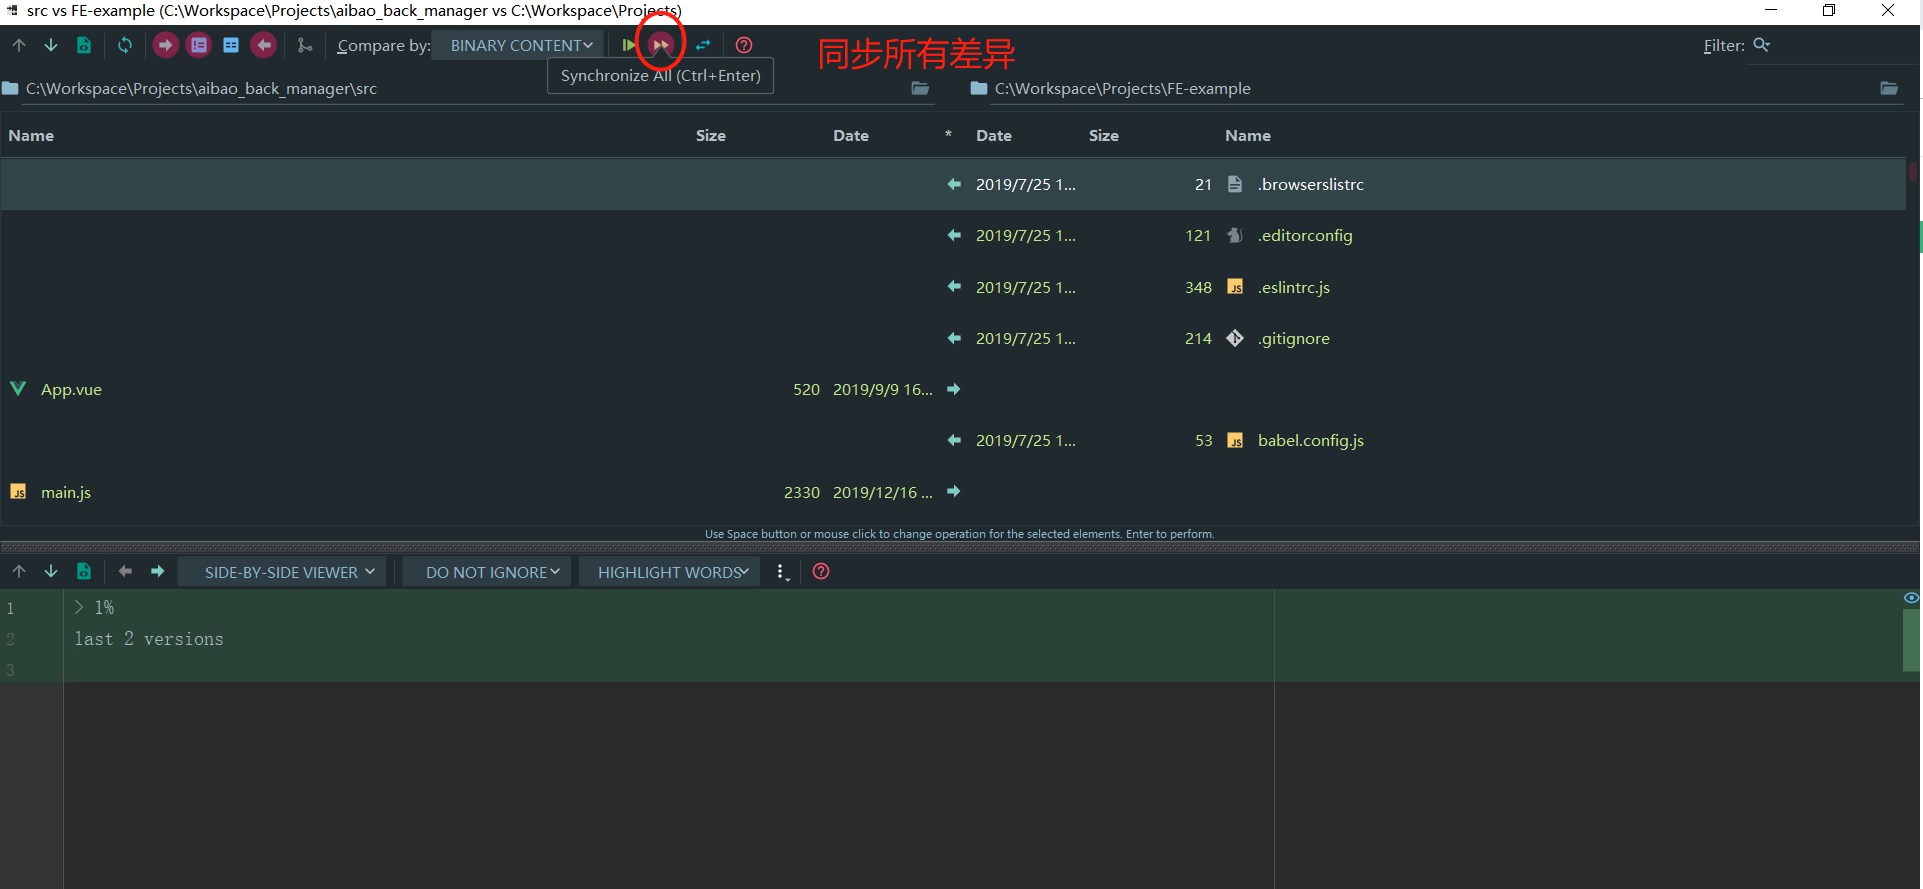 src vs FE-example (C:\Workspace\Projects\aibao_back_manager vs C:\Workspace\Projects)
Compare by: BINARY CONTENT
同步所有差异
Filter:
Synchronize All (Ctrl+Enter)
C:\Workspace\Projects\aibao_back_manager\src
C:\Workspace\Projects\FE-example
Name Size Date * Date Size Name
2019/7/25 1... 21 .browserslistrc
2019/7/25 1... 121 .editorconfig
2019/7/25 1... 348 JS .eslintrc.js
2019/7/25 1... 214 .gitignore
App.vue 520 2019/9/9 16...
2019/7/25 1... 53 JS babel.config.js
JS main.js 2330 2019/12/16 ...
Use Space button or mouse click to change operation for the selected elements. Enter to perform.
SIDE-BY-SIDE VIEWER DO NOT IGNORE HIGHLIGHT WORDS
1 > 1%
2 last 2 versions
3